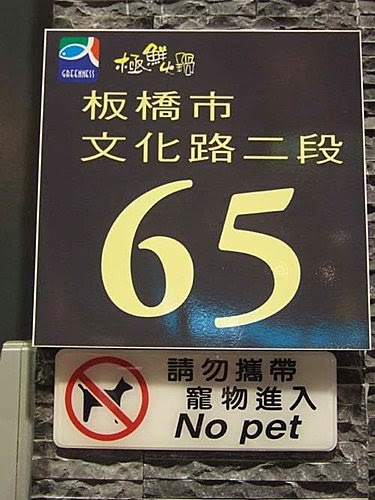 GREENNESS
極鮮火鍋
板橋市
文化路二段
65
請勿攜帶
寵物進入
No pet